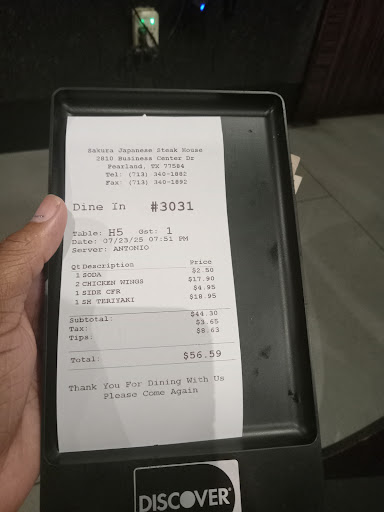 Sakura Japanese Steak House
2810 Business Center Dr
Pearland, TX 77584
Tel: (713) 340-1882
Fax: (713) 340-1892
Dine In #3031
Table: H5 Gst: 1
Date: 07/23/25 07:51 PM
Server: ANTONIO
Qt Description Price
1 SODA $2.50
2 CHICKEN WINGS $17.90
1 SIDE CFR $4.95
1 SH TERIYAKI $18.95
Subtotal: $44.30
Tax: $3.65
Tips: $8.63
Total: $56.59
Thank You For Dining With Us
Please Come Again
DISCOVER